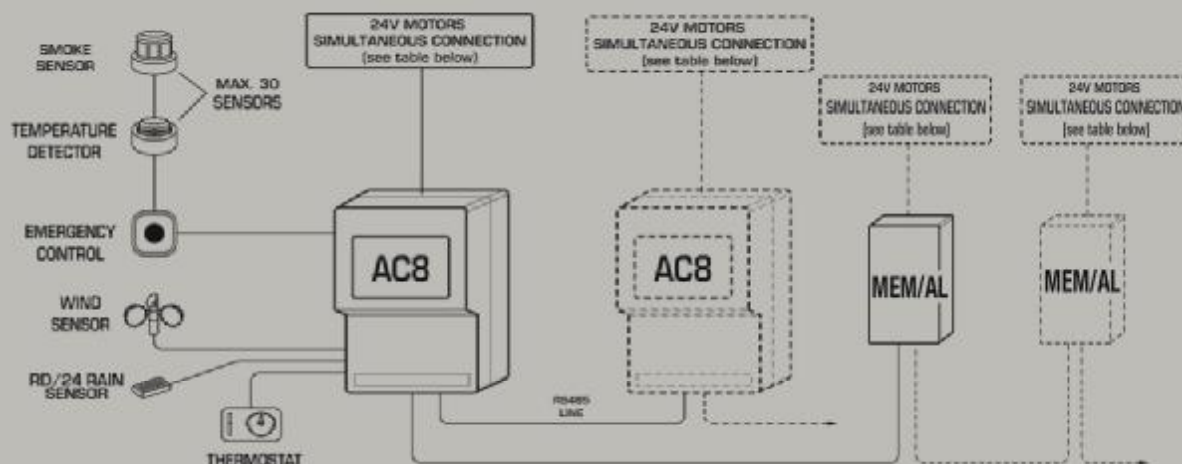 SMOKE
SENSOR
MAX. 30
SENSORS
TEMPERATURE
DETECTOR
EMERGENCY
CONTROL
WIND
SENSOR
RD/24 RAIN
SENSOR
THERMOSTAT
24V MOTORS
SIMULTANEOUS CONNECTION
(see table below)
AC8
RS485
LINE
24V MOTORS
SIMULTANEOUS CONNECTION
(see table below)
AC8
24V MOTORS
SIMULTANEOUS CONNECTION
(see table below)
MEM/AL
24V MOTORS
SIMULTANEOUS CONNECTION
(see table below)
MEM/AL